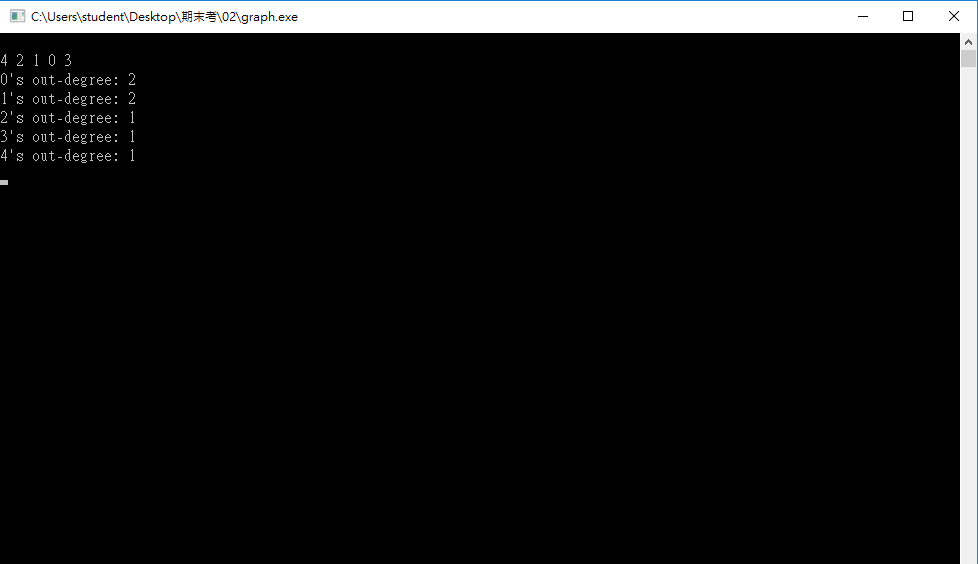 C:\Users\student\Desktop\期末考\02\graph.exe
4 2 1 0 3
0's out-degree: 2
1's out-degree: 2
2's out-degree: 1
3's out-degree: 1
4's out-degree: 1